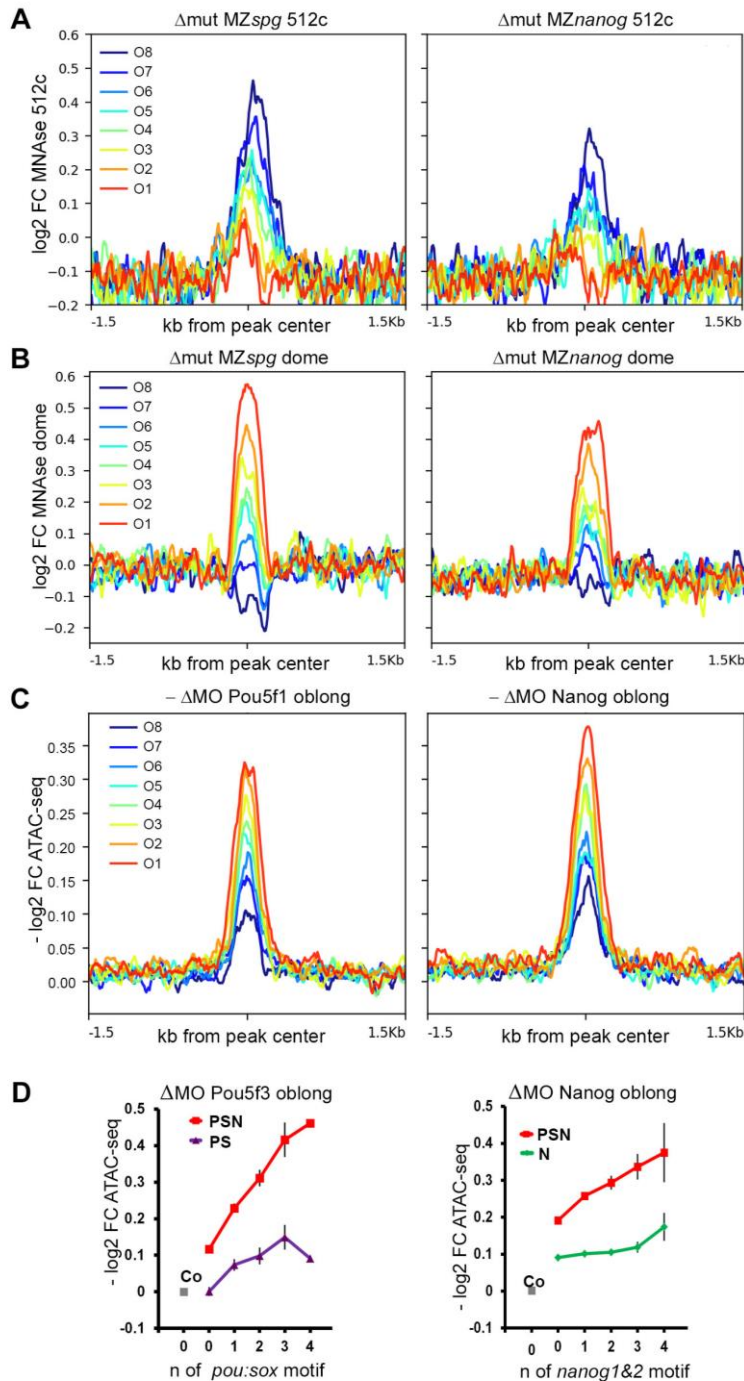 A
Δmut MZspg 512c
Δmut MZnanog 512c
log2 FC MNAse 512c
0.6
0.5
0.4
0.3
0.2
0.1
0.0
−0.1
−0.2
O8
O7
O6
O5
O4
O3
O2
O1
-1.5
kb from peak center
1.5Kb
-1.5
kb from peak center
1.5Kb
B
Δmut MZspg dome
Δmut MZnanog dome
log2 FC MNAse dome
0.6
0.5
0.4
0.3
0.2
0.1
0.0
−0.1
−0.2
O8
O7
O6
O5
O4
O3
O2
O1
-1.5
kb from peak center
1.5Kb
-1.5
kb from peak center
1.5Kb
C
– ΔMO Pou5f1 oblong
– ΔMO Nanog oblong
- log2 FC ATAC-seq
0.35
0.30
0.25
0.20
0.15
0.10
0.05
0.00
O8
O7
O6
O5
O4
O3
O2
O1
-1.5
kb from peak center
1.5Kb
-1.5
kb from peak center
1.5Kb
D
ΔMO Pou5f3 oblong
- log2 FC ATAC-seq
0.5
0.4
0.3
0.2
0.1
0
-0.1
PSN
PS
Co
0 0 1 2 3 4
n of pou:sox motif
ΔMO Nanog oblong
- log2 FC ATAC-seq
0.5
0.4
0.3
0.2
0.1
0
-0.1
PSN
N
Co
0 0 1 2 3 4
n of nanog1&2 motif